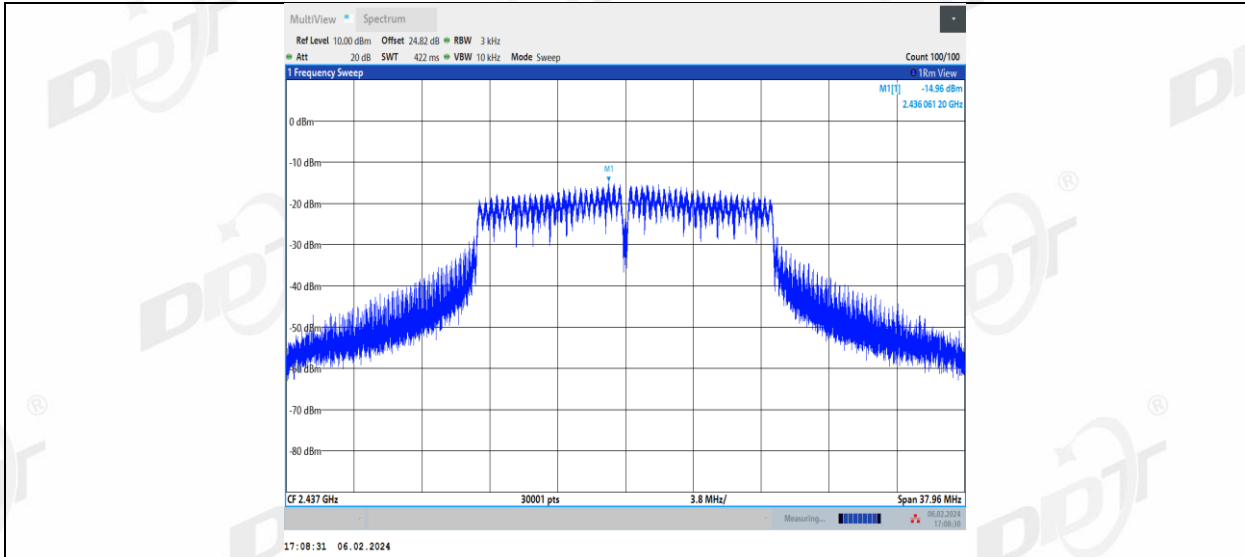 MultiView Spectrum
Ref Level 10.00 dBm Offset 24.82 dB RBW 3 kHz
Att 20 dB SWT 422 ms VBW 10 kHz Mode Sweep Count 100/100
1 Frequency Sweep 1Rm View
M1[1] -14.96 dBm
2.436 061 20 GHz
0 dBm
-10 dBm
M1
-20 dBm
-30 dBm
-40 dBm
-50 dBm
-60 dBm
-70 dBm
-80 dBm
CF 2.437 GHz 30001 pts 3.8 MHz/ Span 37.96 MHz
Measuring... 06.02.2024
17:08:30
17:08:31 06.02.2024
DDT
®